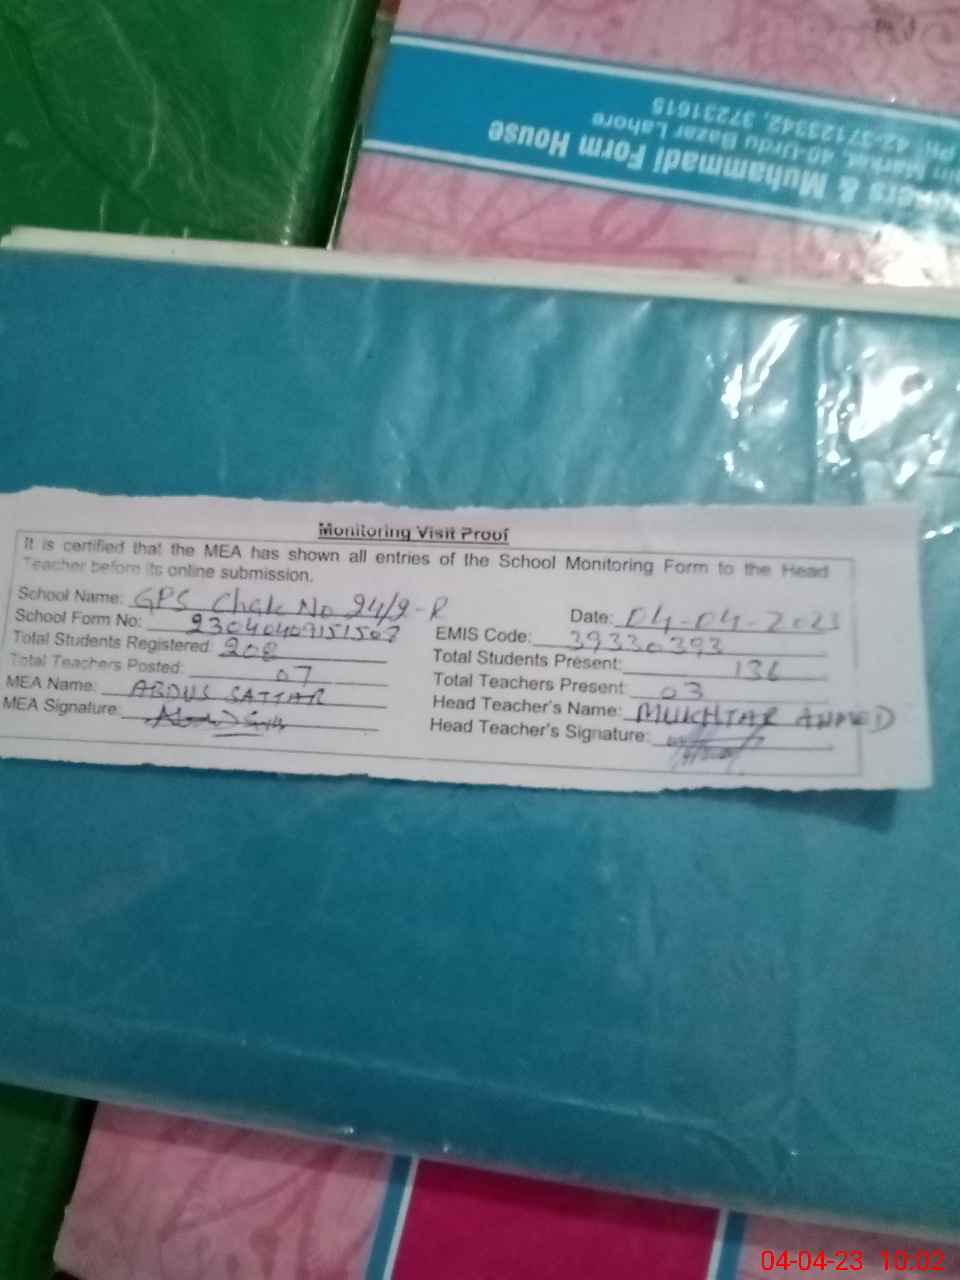 37123342, 37231615
40-Urdu Bazar Lahore
& Muhammadi Form House
Monitoring Visit Proof
It is certified that the MEA has shown all entries of the School Monitoring Form to the Head
Teacher before its online submission.
School Name: GPS Chak No 24/2-R Date: 04-04-2023
School Form No: EMIS Code: 39330393
Total Students Registered: 208 Total Students Present: 136
Total Teachers Posted: 07 Total Teachers Present: 03
MEA Name: ABDUS SATTAR Head Teacher's Name: MUKHTAR AHMED
MEA Signature: Head Teacher's Signature:
04-04-23 10:02